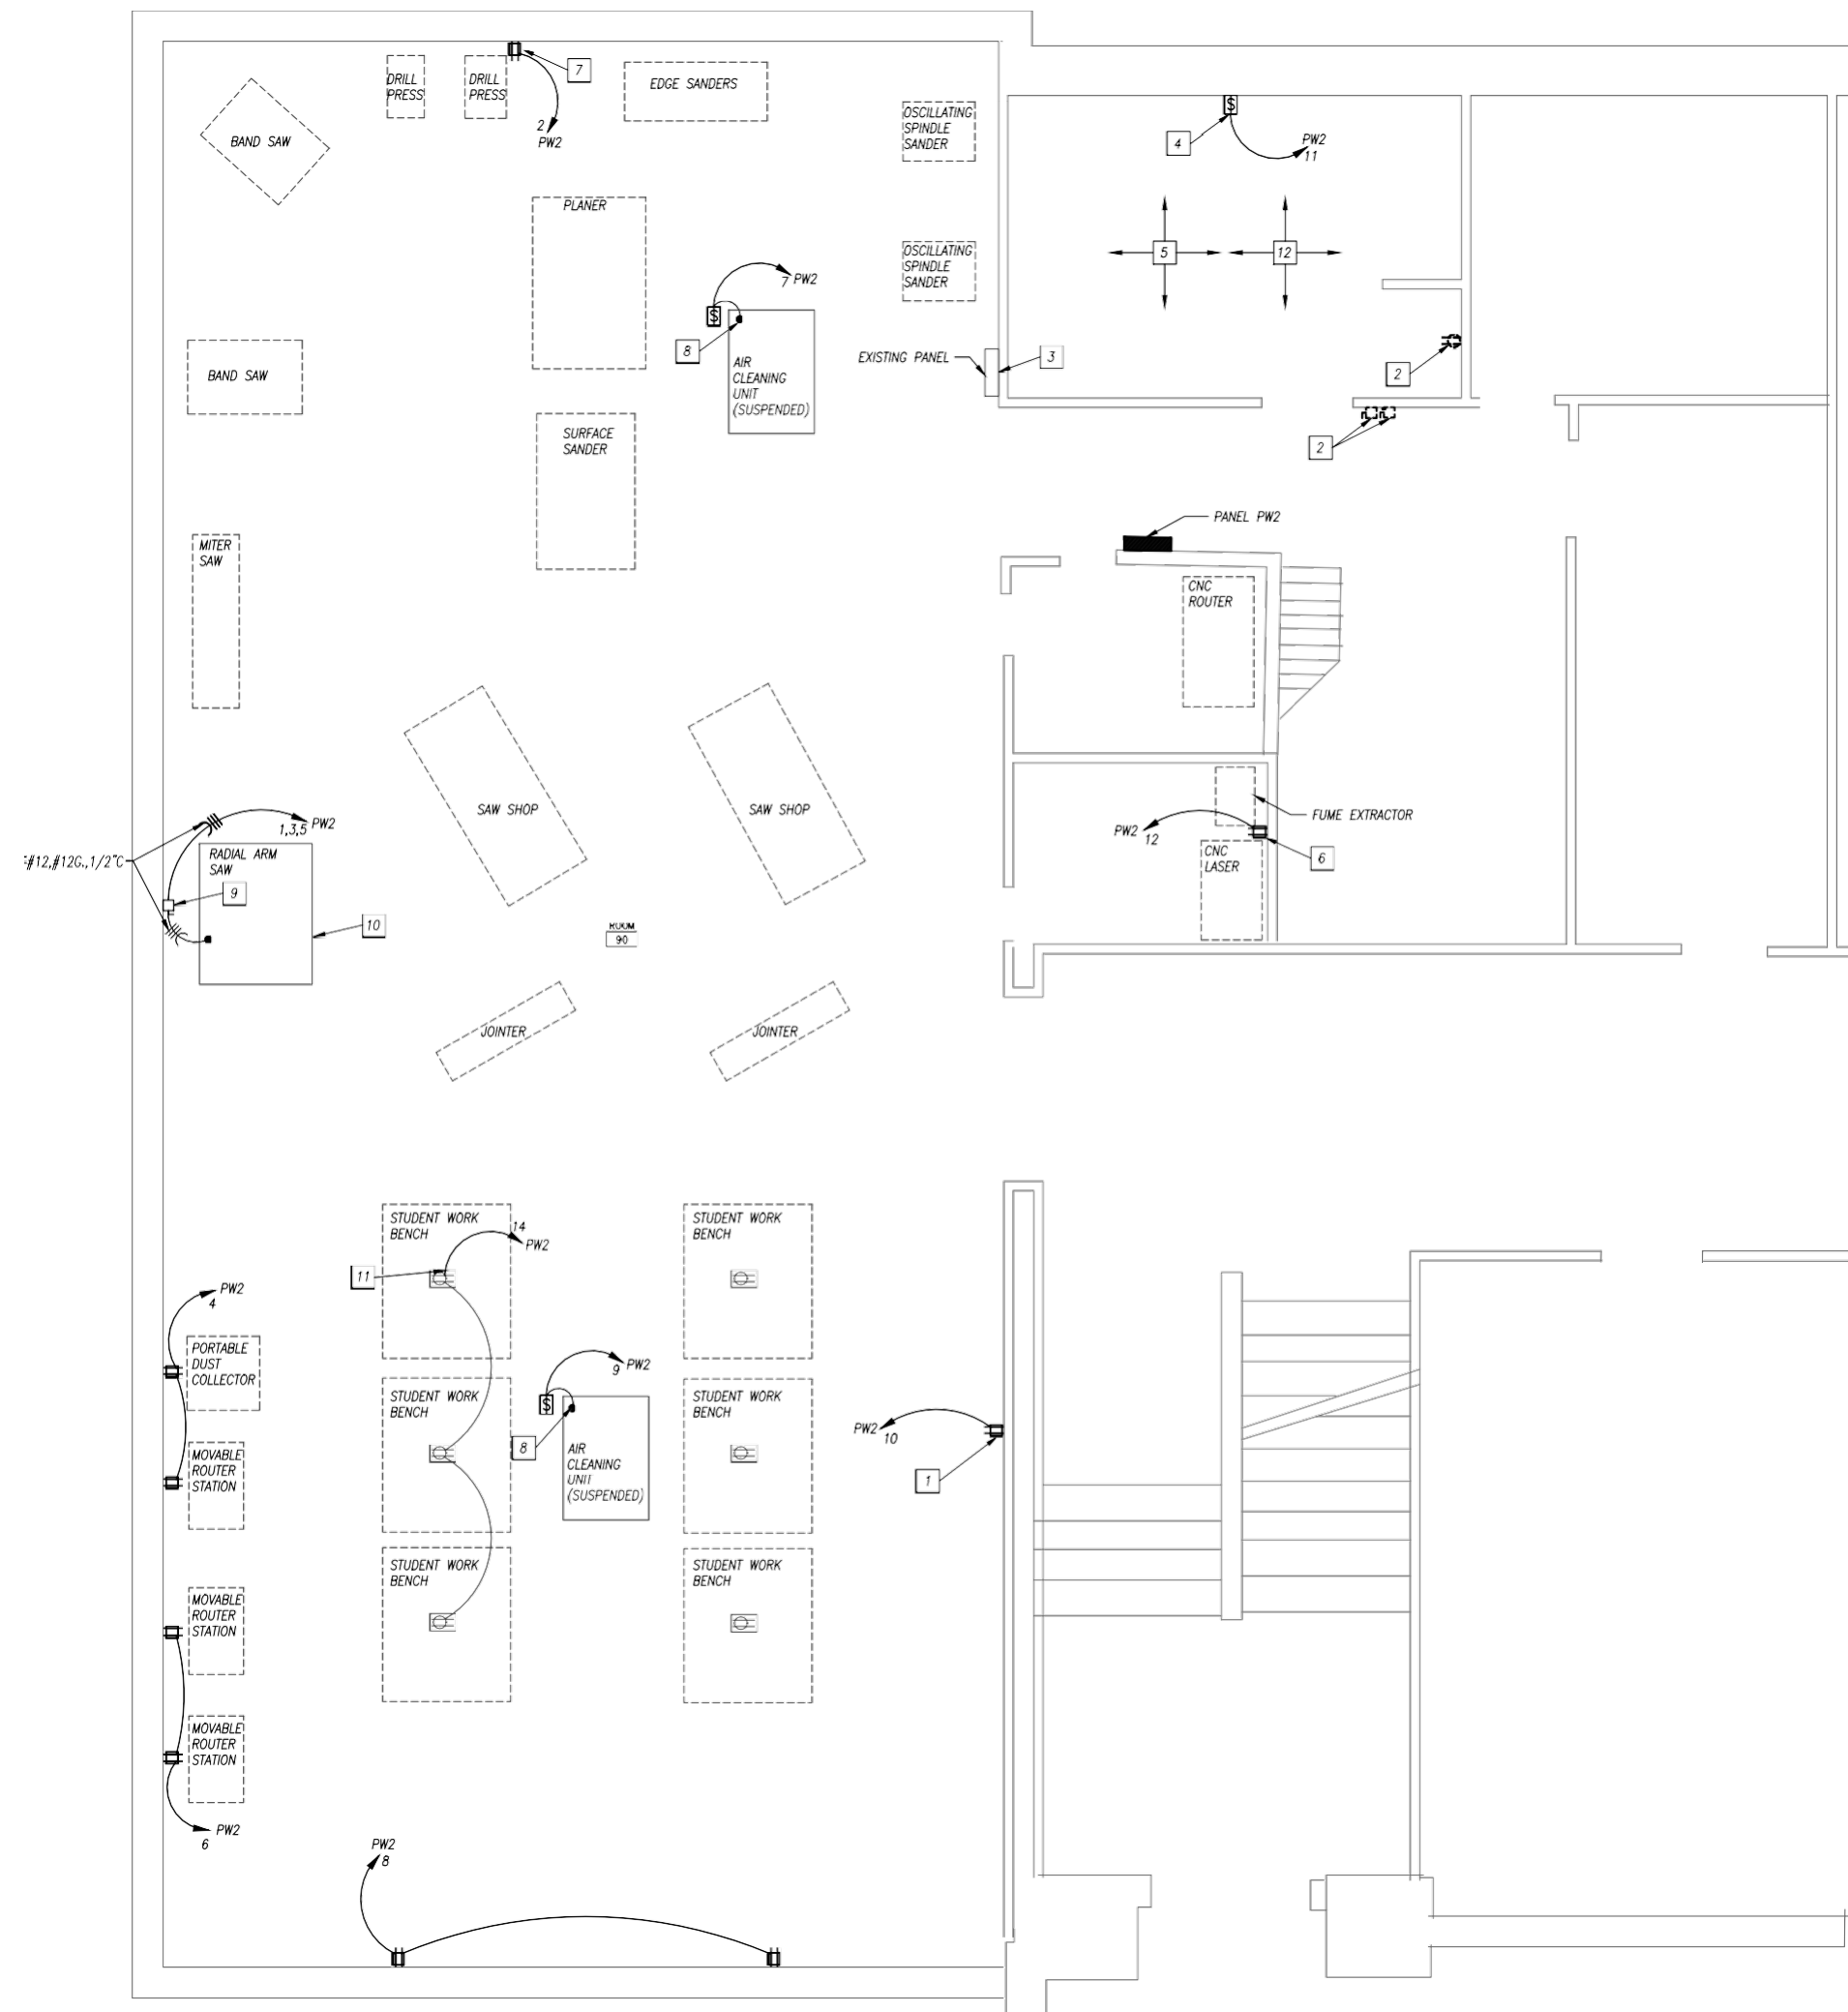 7
DRILL
PRESS
DRILL
PRESS
EDGE SANDERS
2
PW2
BAND SAW
OSCILLATING
SPINDLE
SANDER
4
PW2
11
PLANER
5
12
OSCILLATING
SPINDLE
SANDER
7 PW2
8
AIR
CLEANING
UNIT
(SUSPENDED)
EXISTING PANEL
3
2
BAND SAW
2
SURFACE
SANDER
PANEL PW2
MITER
SAW
CNC
ROUTER
SAW SHOP
SAW SHOP
FUME EXTRACTOR
1,3,5 PW2
PW2 12
#12,#12G.,1/2"C
RADIAL ARM
SAW
9
10
CNC
LASER
6
ROOM
90
JOINTER
JOINTER
STUDENT WORK
BENCH
14
PW2
STUDENT WORK
BENCH
11
PW2
4
PORTABLE
DUST
COLLECTOR
9 PW2
STUDENT WORK
BENCH
STUDENT WORK
BENCH
PW2 10
8
AIR
CLEANING
UNIT
(SUSPENDED)
MOVABLE
ROUTER
STATION
1
STUDENT WORK
BENCH
STUDENT WORK
BENCH
MOVABLE
ROUTER
STATION
MOVABLE
ROUTER
STATION
PW2
6
PW2
8